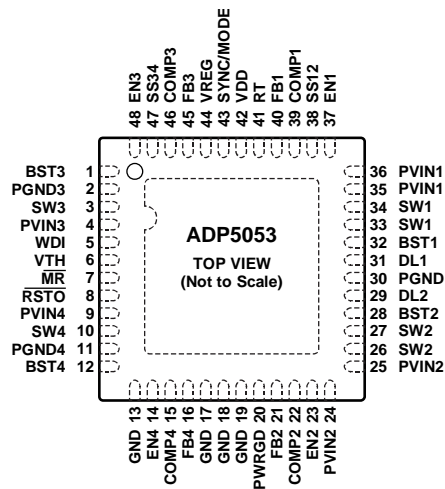 48 EN3
47 SS34
46 COMP3
45 FB3
44 VREG
43 SYNC/MODE
42 VDD
41 RT
40 FB1
39 COMP1
38 SS12
37 EN1
BST3 1
PGND3 2
SW3 3
PVIN3 4
WDI 5
VTH 6
MR 7
RSTO 8
PVIN4 9
SW4 10
PGND4 11
BST4 12
ADP5053
TOP VIEW
(Not to Scale)
36 PVIN1
35 PVIN1
34 SW1
33 SW1
32 BST1
31 DL1
30 PGND
29 DL2
28 BST2
27 SW2
26 SW2
25 PVIN2
GND 13
EN4 14
COMP4 15
FB4 16
GND 17
GND 18
GND 19
PWRGD 20
FB2 21
COMP2 22
EN2 23
PVIN2 24